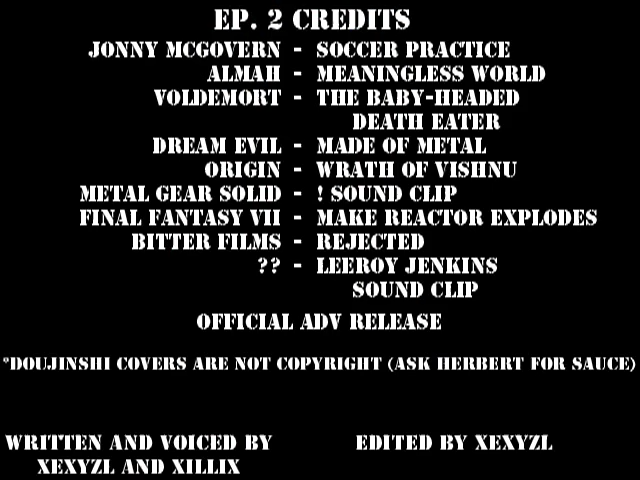 EP. 2 CREDITS
JONNY MCGOVERN - SOCCER PRACTICE
ALMAH - MEANINGLESS WORLD
VOLDEMORT - THE BABY-HEADED
DEATH EATER
DREAM EVIL - MADE OF METAL
ORIGIN - WRATH OF VISHNU
METAL GEAR SOLID - ! SOUND CLIP
FINAL FANTASY VII - MAKE REACTOR EXPLODES
BITTER FILMS - REJECTED
?? - LEEROY JENKINS
SOUND CLIP
OFFICIAL ADV RELEASE
*DOUJINSHI COVERS ARE NOT COPYRIGHT (ASK HERBERT FOR SAUCE)
WRITTEN AND VOICED BY
XEXYZL AND XILLIX
EDITED BY XEXYZL